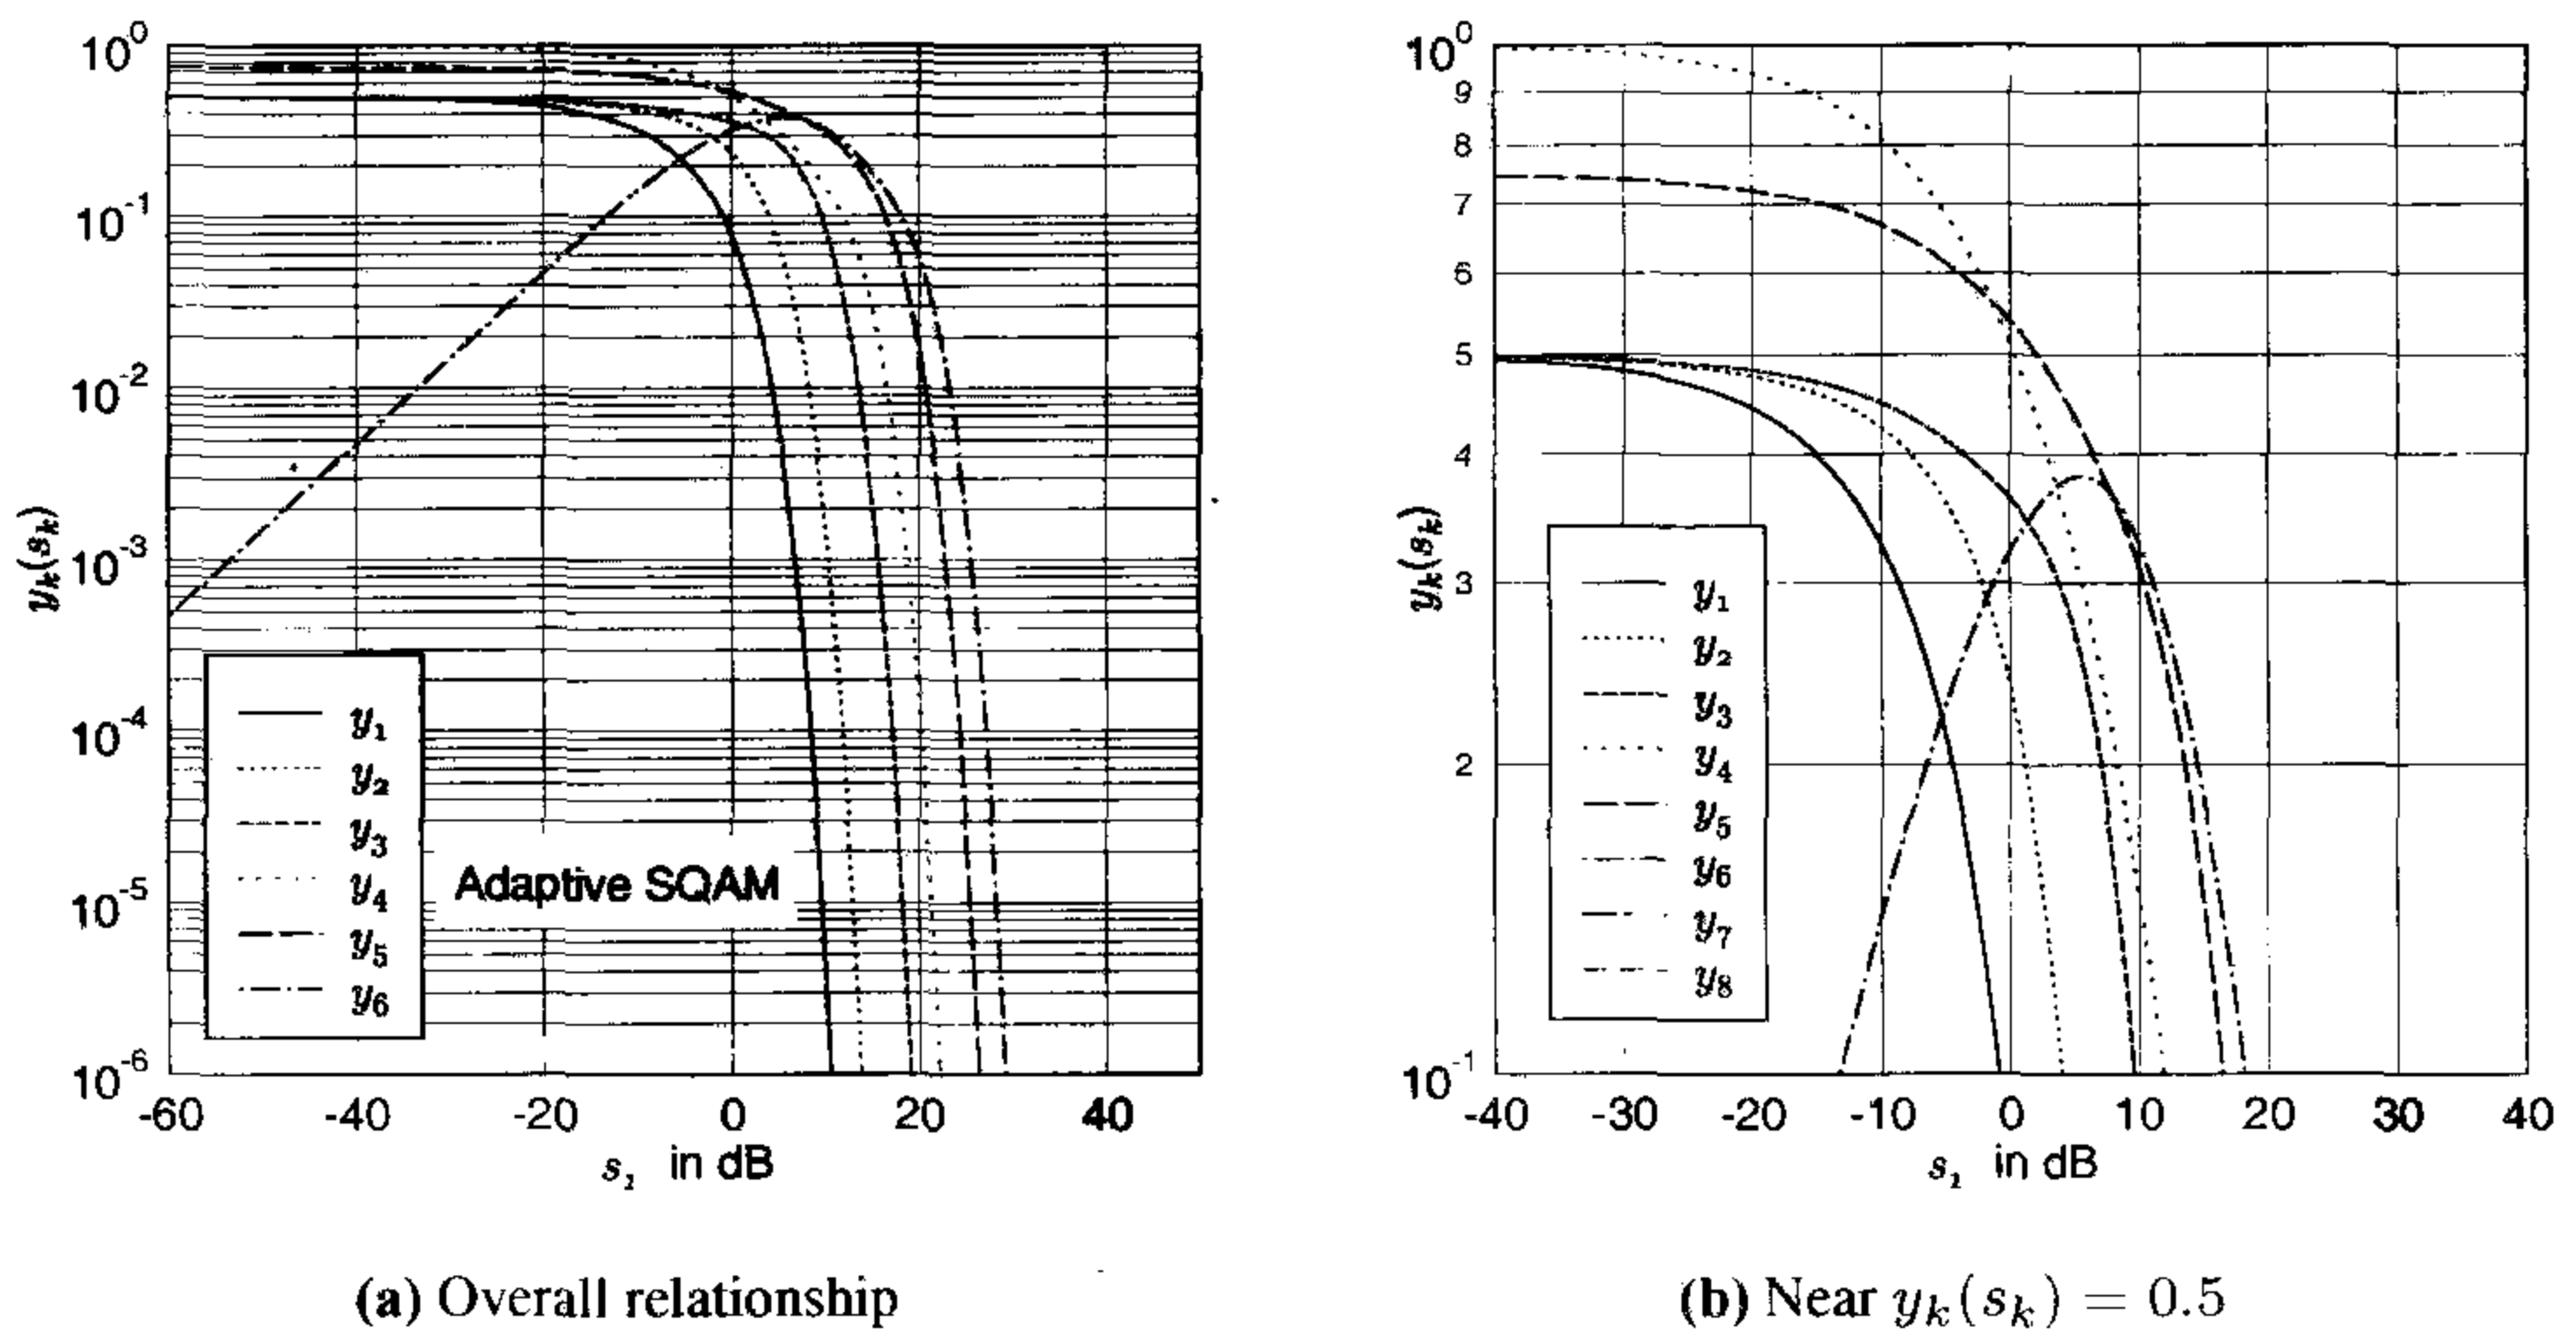 10^0
10^-1
10^-2
10^-3
10^-4
10^-5
10^-6
y_k(s_k)
y_1
y_2
y_3
y_4
y_5
y_6
Adaptive SQAM
-60 -40 -20 0 20 40
s_1 in dB
(a) Overall relationship
10^0
9
8
7
6
5
4
3
2
10^-1
y_k(s_k)
y_1
y_2
y_3
y_4
y_5
y_6
y_7
y_8
-40 -30 -20 -10 0 10 20 30 40
s_1 in dB
(b) Near y_k(s_k) = 0.5